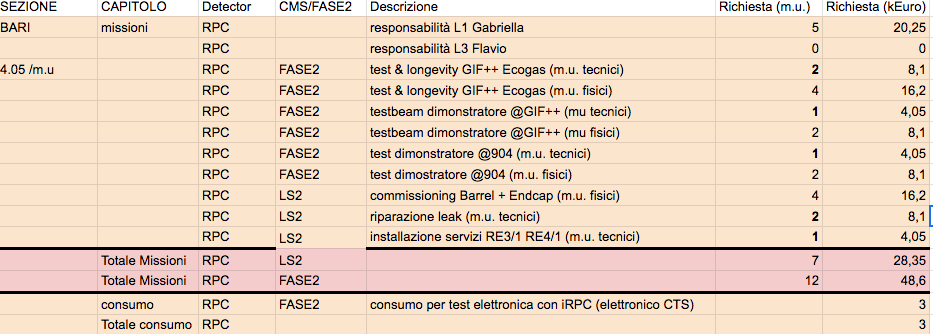 SEZIONE CAPITOLO Detector CMS/FASE2 Descrizione Richiesta (m.u.) Richiesta (kEuro)
BARI missioni RPC responsabilità L1 Gabriella 5 20,25
RPC responsabilità L3 Flavio 0 0
4.05 /m.u RPC FASE2 test & longevity GIF++ Ecogas (m.u. tecnici) 2 8,1
RPC FASE2 test & longevity GIF++ Ecogas (m.u. fisici) 4 16,2
RPC FASE2 testbeam dimonstratore @GIF++ (mu tecnici) 1 4,05
RPC FASE2 testbeam dimonstratore @GIF++ (mu fisici) 2 8,1
RPC FASE2 test dimonstratore @904 (m.u. tecnici) 1 4,05
RPC FASE2 test dimostratore @904 (m.u. fisici) 2 8,1
RPC LS2 commissioning Barrel + Endcap (m.u. fisici) 4 16,2
RPC LS2 riparazione leak (m.u. tecnici) 2 8,1
RPC LS2 installazione servizi RE3/1 RE4/1 (m.u. tecnici) 1 4,05
Totale Missioni RPC LS2 7 28,35
Totale Missioni RPC FASE2 12 48,6
consumo RPC FASE2 consumo per test elettronica con iRPC (elettronico CTS) 3
Totale consumo RPC 3